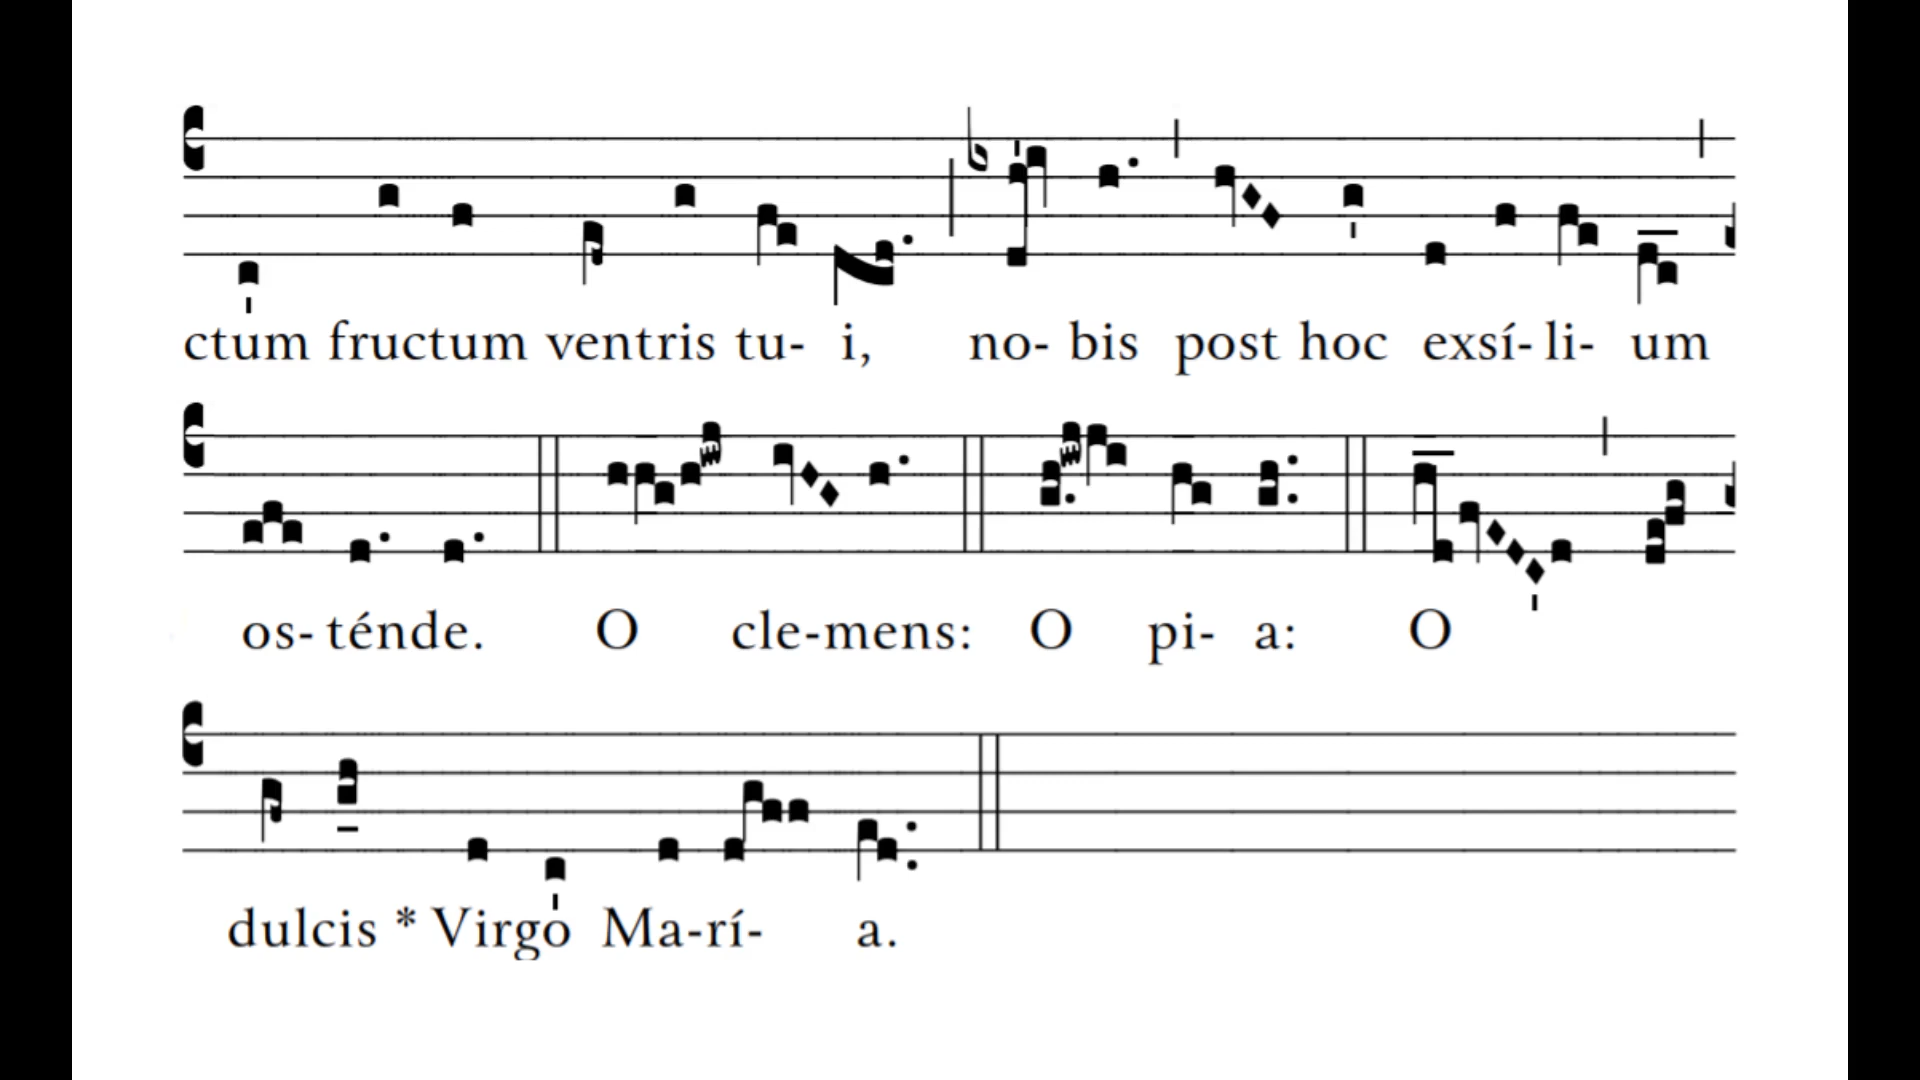 ctum fructum ventris tu- i, no- bis post hoc exsí- li- um
os- ténde. O cle-mens: O pi- a: O
dulcis * Virgo Ma-rí- a.